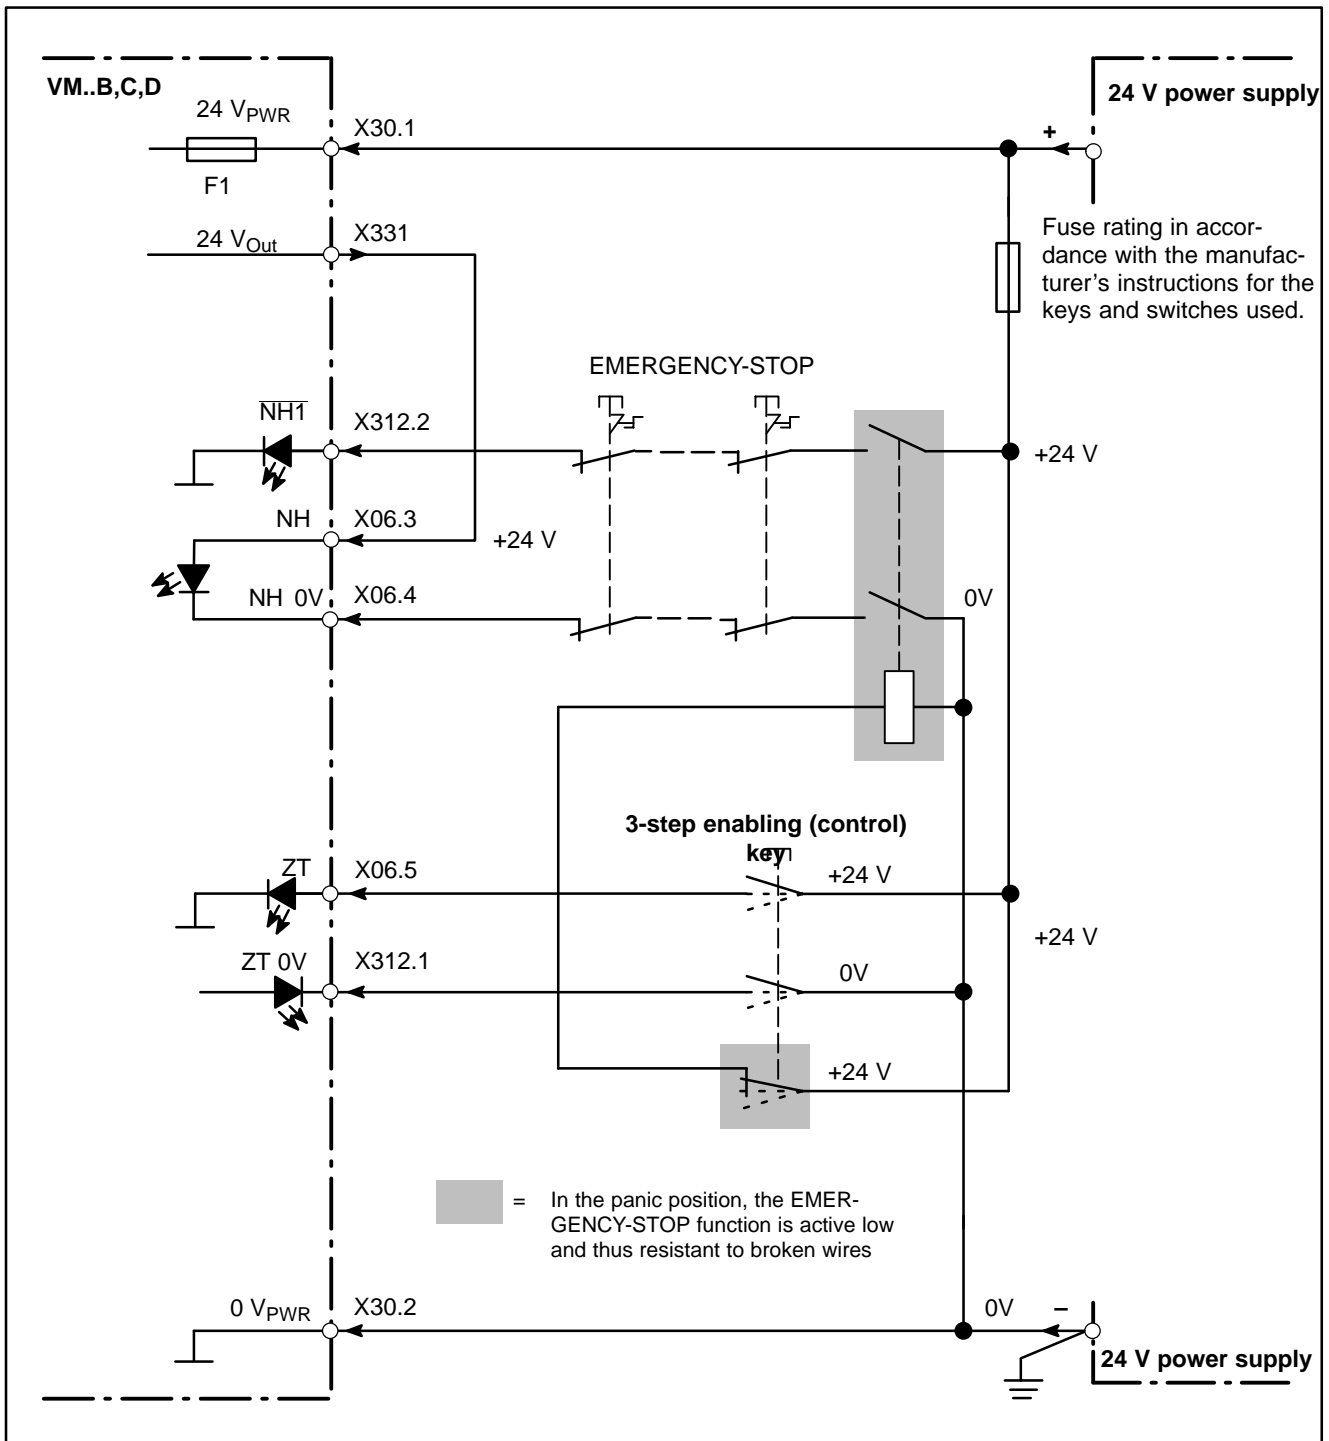 VM..B,C,D
24 V power supply
24 VPWR
X30.1
+
F1
24 VOut
X331
Fuse rating in accor-
dance with the manufac-
turer’s instructions for the
keys and switches used.
EMERGENCY-STOP
NH1
X312.2
+24 V
NH
X06.3
+24 V
NH 0V
X06.4
0V
3-step enabling (control)
key
ZT
X06.5
+24 V
+24 V
ZT 0V
X312.1
0V
+24 V
= In the panic position, the EMER-
GENCY-STOP function is active low
and thus resistant to broken wires
0 VPWR
X30.2
0V
–
24 V power supply